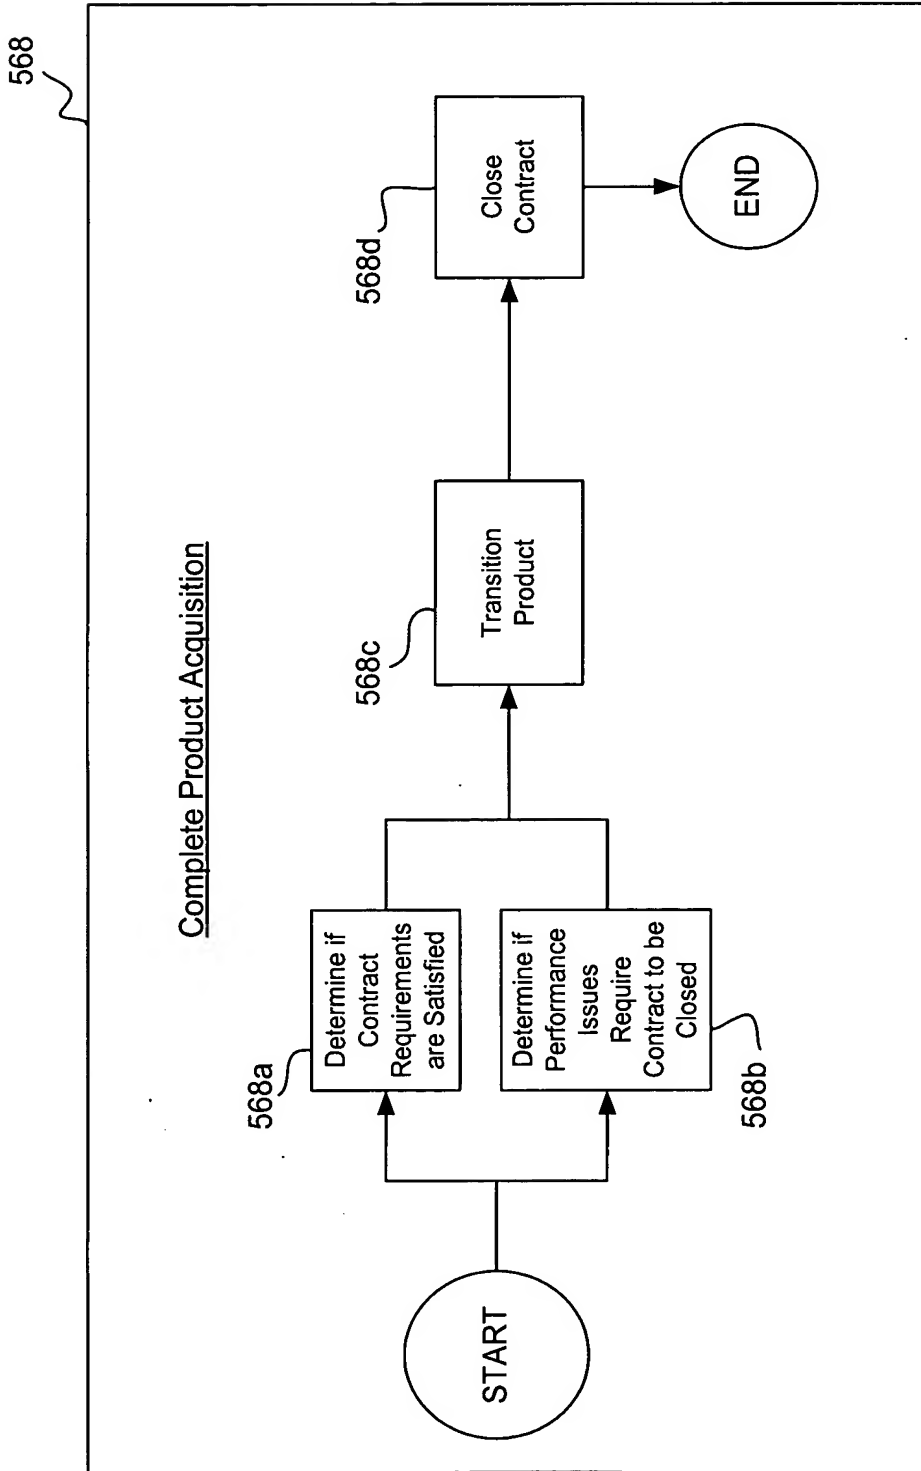 568
Complete Product Acquisition
START
568a
Determine if
Contract
Requirements
are Satisfied
Determine if
Performance
Issues
Require
Contract to be
Closed
568b
568c
Transition
Product
568d
Close
Contract
END